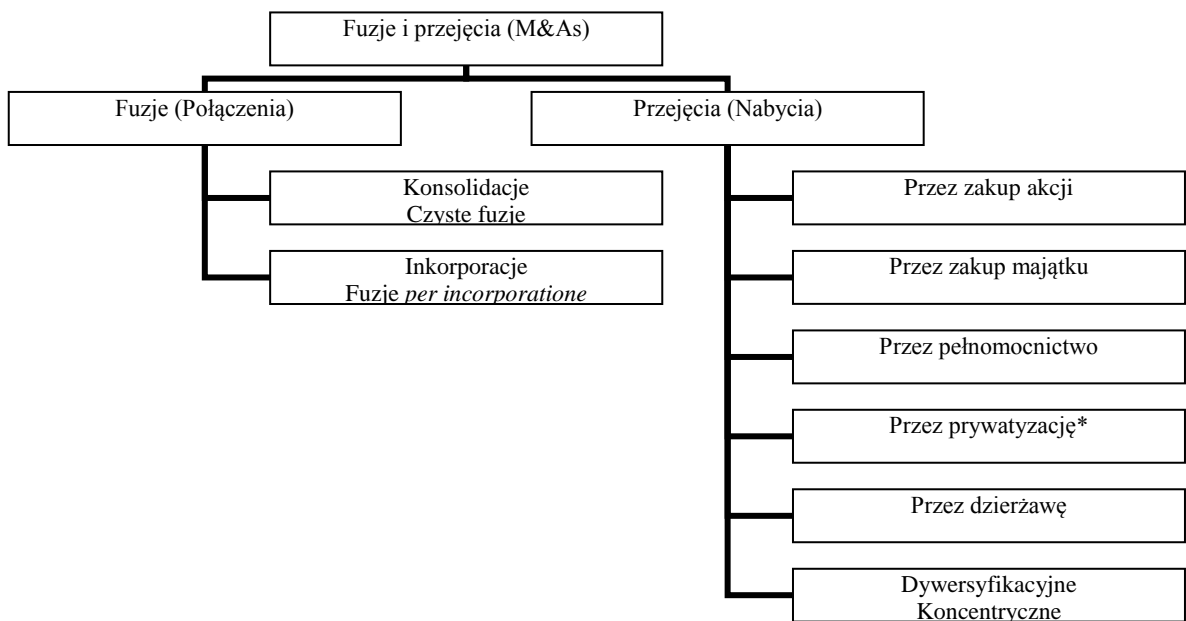 Fuzje i przejęcia (M&As)
Fuzje (Połączenia)
Przejęcia (Nabycia)
Konsolidacje
Czyste fuzje
Inkorporacje
Fuzje per incorporatione
Przez zakup akcji
Przez zakup majątku
Przez pełnomocnictwo
Przez prywatyzację*
Przez dzierżawę
Dywersyfikacyjne
Koncentryczne